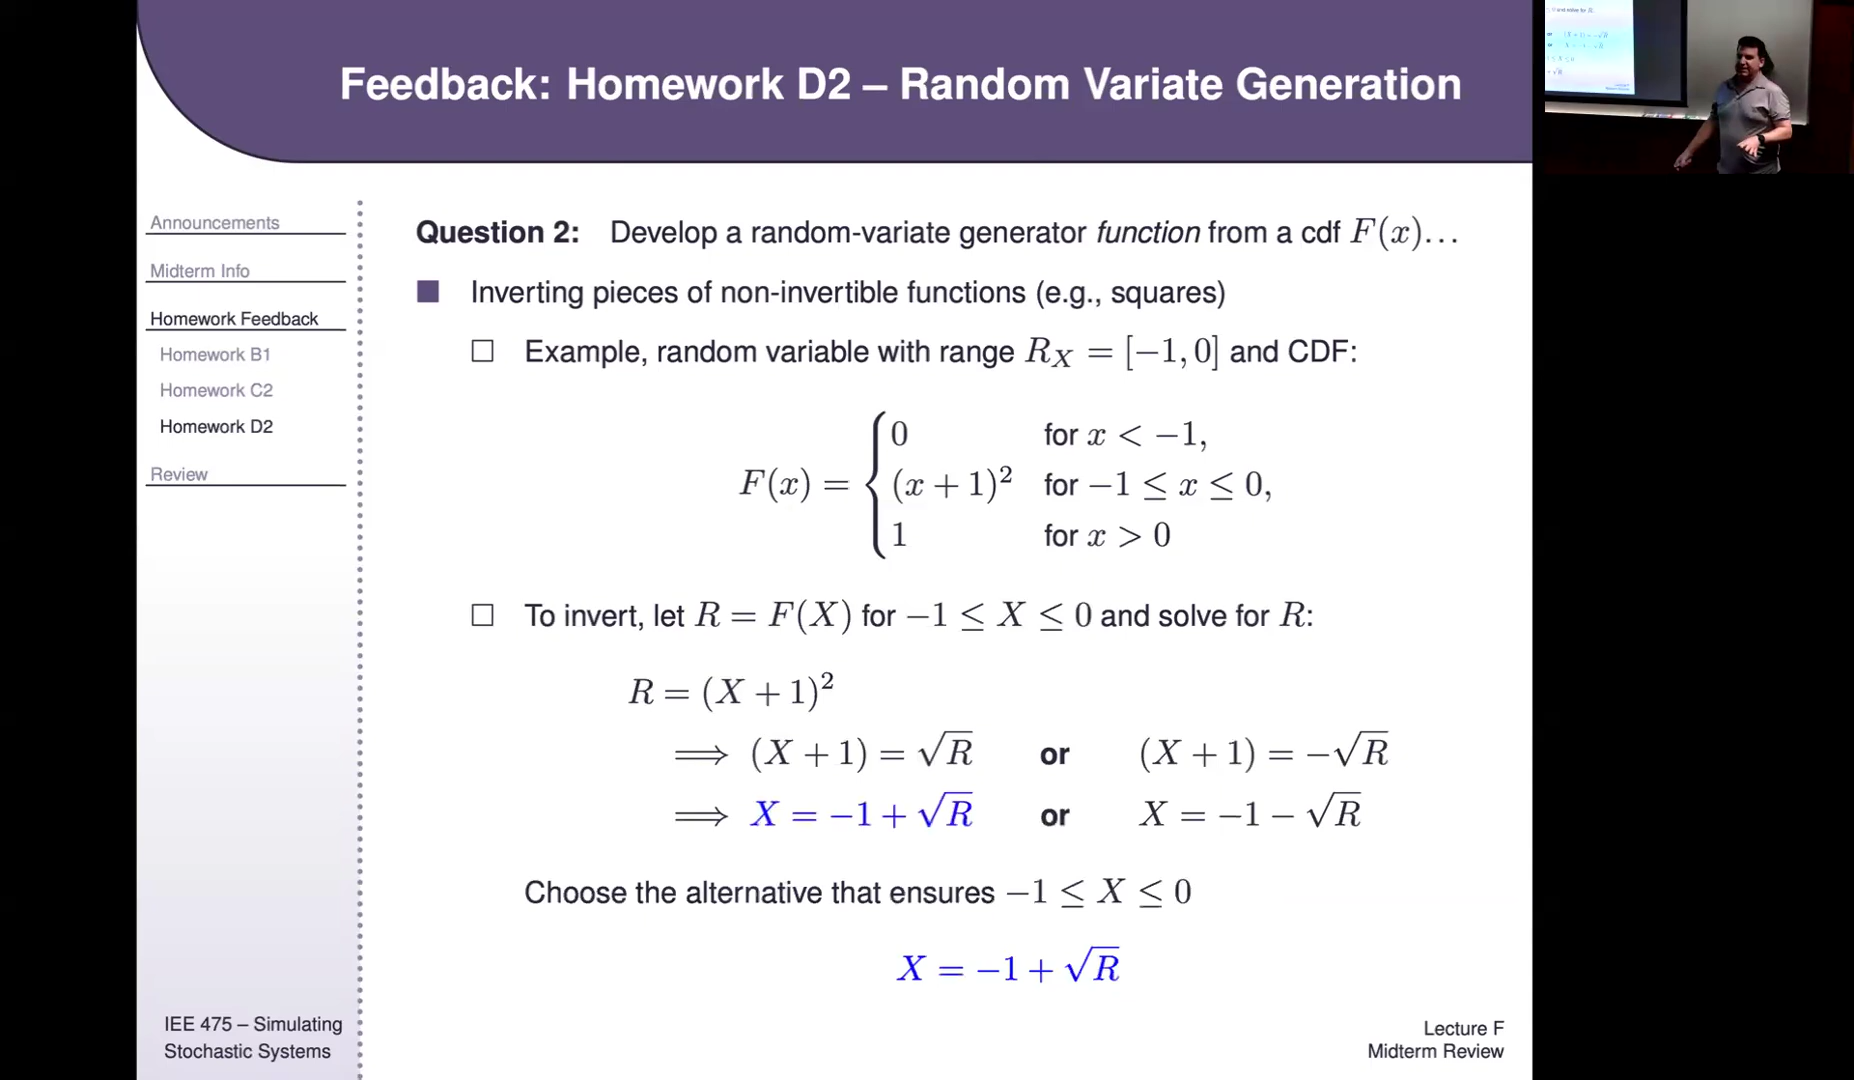 Feedback: Homework D2 – Random Variate Generation
Announcements
Midterm Info
Homework Feedback
Homework B1
Homework C2
Homework D2
Review
IEE 475 – Simulating
Stochastic Systems
Question 2: Develop a random-variate generator function from a cdf F(x)...
■ Inverting pieces of non-invertible functions (e.g., squares)
□ Example, random variable with range R_X = [−1, 0] and CDF:
F(x) = { 0 for x < −1,
(x + 1)² for −1 ≤ x ≤ 0,
1 for x > 0
□ To invert, let R = F(X) for −1 ≤ X ≤ 0 and solve for R:
R = (X + 1)²
⟹ (X + 1) = √R or (X + 1) = −√R
⟹ X = −1 + √R or X = −1 − √R
Choose the alternative that ensures −1 ≤ X ≤ 0
X = −1 + √R
Lecture F
Midterm Review